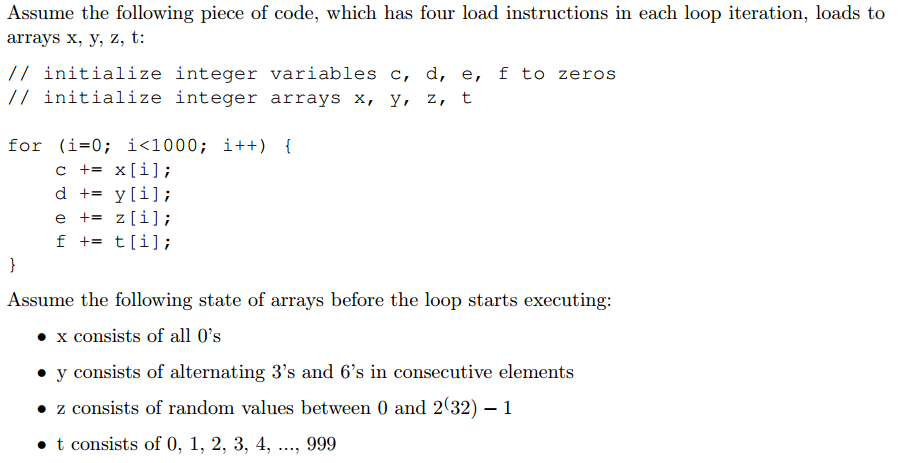 Assume the following piece of code, which has four load instructions in each loop iteration, loads to
arrays x, y, z, t:
// initialize integer variables c, d, e, f to zeros
// initialize integer arrays x, y, z, t
for (i=0; i<1000; i++) {
    c += x[i];
    d += y[i];
    e += z[i];
    f += t[i];
}
Assume the following state of arrays before the loop starts executing:
• x consists of all 0's
• y consists of alternating 3's and 6's in consecutive elements
• z consists of random values between 0 and 2⁽32) − 1
• t consists of 0, 1, 2, 3, 4, ..., 999